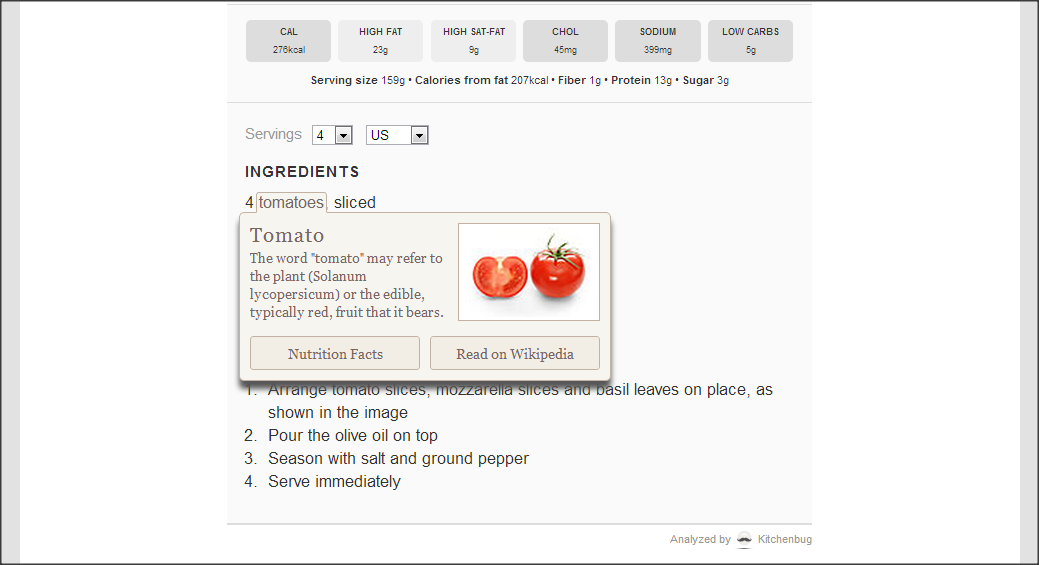 CAL HIGH FAT HIGH SAT-FAT CHOL SODIUM LOW CARBS
276kcal 23g 9g 45mg 399mg 5g
Serving size 159g • Calories from fat 207kcal • Fiber 1g • Protein 13g • Sugar 3g
Servings 4 US
INGREDIENTS
4 tomatoes, sliced
Tomato
The word "tomato" may refer to
the plant (Solanum
lycopersicum) or the edible,
typically red, fruit that it bears.
Nutrition Facts Read on Wikipedia
1. Arrange tomato slices, mozzarella slices and basil leaves on place, as
shown in the image
2. Pour the olive oil on top
3. Season with salt and ground pepper
4. Serve immediately
Analyzed by Kitchenbug